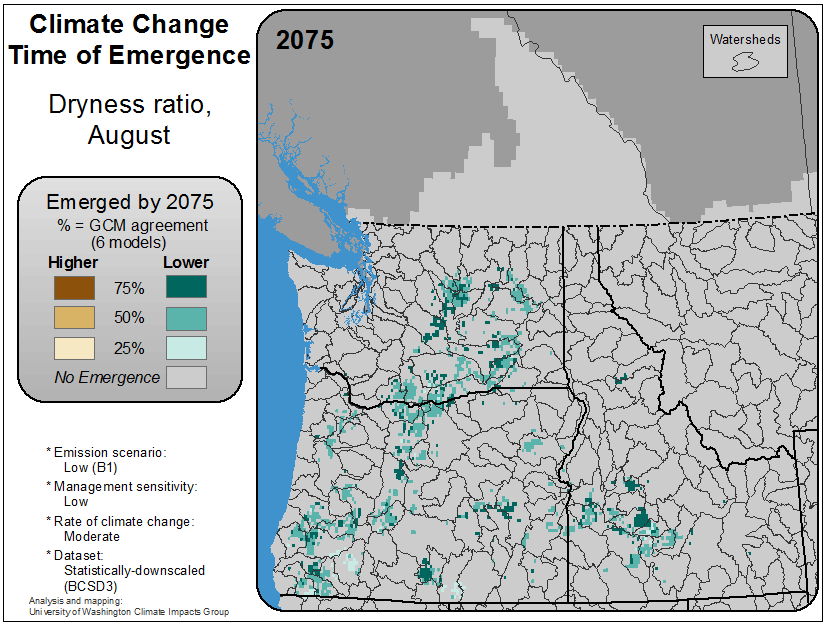 Climate Change
Time of Emergence
Dryness ratio,
August
Emerged by 2075
% = GCM agreement
(6 models)
Higher Lower
75%
50%
25%
No Emergence
* Emission scenario:
Low (B1)
* Management sensitivity:
Low
* Rate of climate change:
Moderate
* Dataset:
Statistically-downscaled
(BCSD3)
Analysis and mapping:
University of Washington Climate Impacts Group
2075
Watersheds